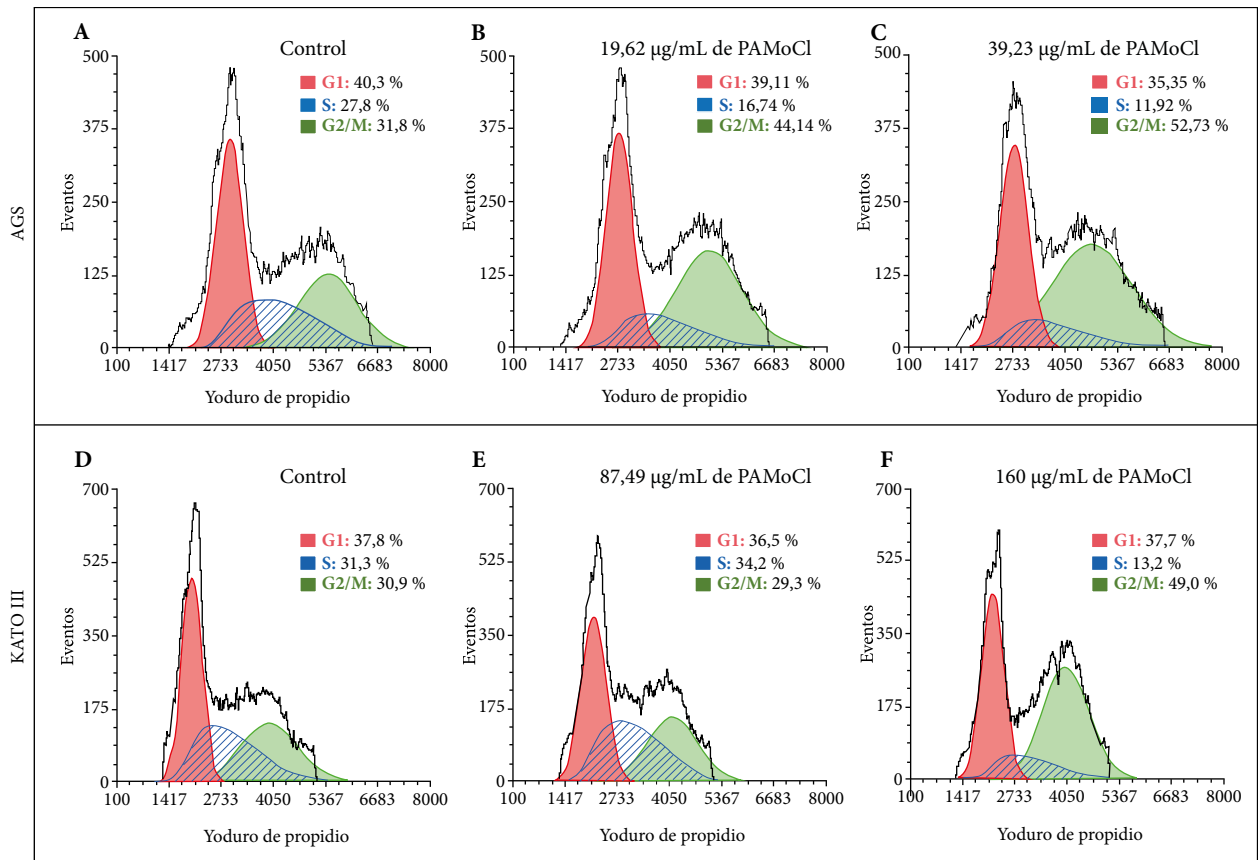 AGS
A
Control
G1: 40,3 %
S: 27,8 %
G2/M: 31,8 %
Eventos
500
375
250
125
0
100 1417 2733 4050 5367 6683 8000
Yoduro de propidio
B
19,62 µg/mL de PAMoCl
G1: 39,11 %
S: 16,74 %
G2/M: 44,14 %
Eventos
500
375
250
125
0
100 1417 2733 4050 5367 6683 8000
Yoduro de propidio
C
39,23 µg/mL de PAMoCl
G1: 35,35 %
S: 11,92 %
G2/M: 52,73 %
Eventos
500
375
250
125
0
100 1417 2733 4050 5367 6683 8000
Yoduro de propidio
KATO III
D
Control
G1: 37,8 %
S: 31,3 %
G2/M: 30,9 %
Eventos
700
525
350
175
0
100 1417 2733 4050 5367 6683 8000
Yoduro de propidio
E
87,49 µg/mL de PAMoCl
G1: 36,5 %
S: 34,2 %
G2/M: 29,3 %
Eventos
700
525
350
175
0
100 1417 2733 4050 5367 6683 8000
Yoduro de propidio
F
160 µg/mL de PAMoCl
G1: 37,7 %
S: 13,2 %
G2/M: 49,0 %
Eventos
700
525
350
175
0
100 1417 2733 4050 5367 6683 8000
Yoduro de propidio